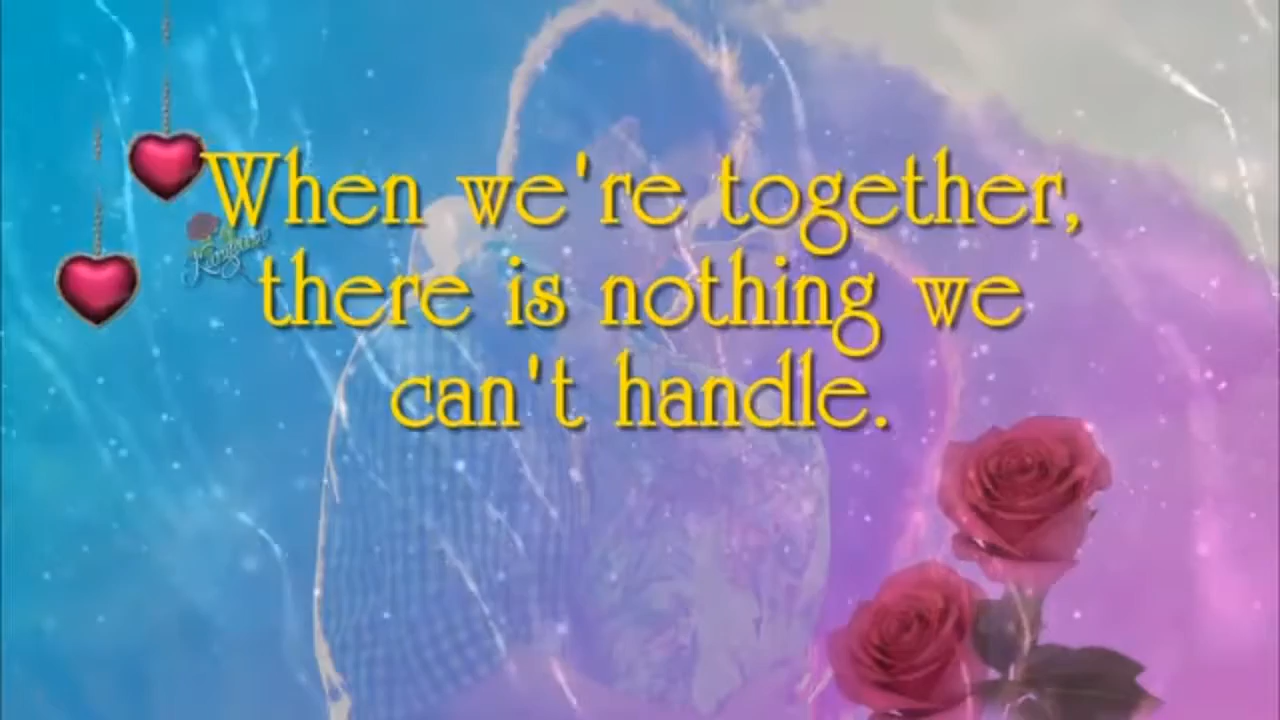 When we're together,
there is nothing we
can't handle.